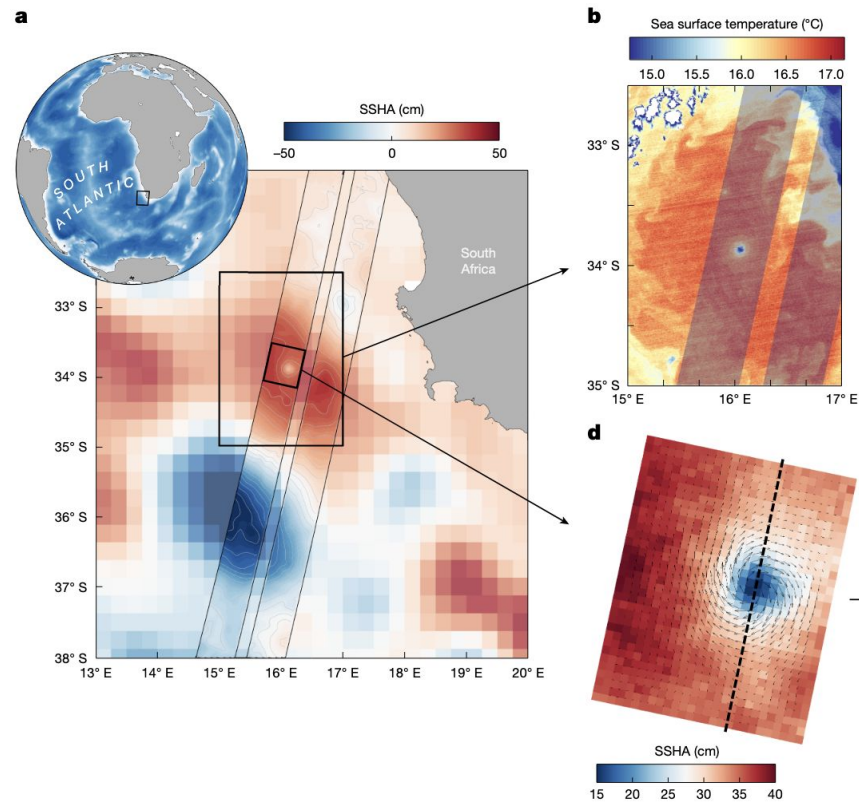 a
SOUTH
ATLANTIC
SSHA (cm)
−50 0 50
South
Africa
33° S
34° S
35° S
36° S
37° S
38° S
13° E 14° E 15° E 16° E 17° E 18° E 19° E 20° E
b
Sea surface temperature (°C)
15.0 15.5 16.0 16.5 17.0
33° S
34° S
35° S
15° E 16° E 17° E
d
SSHA (cm)
15 20 25 30 35 40